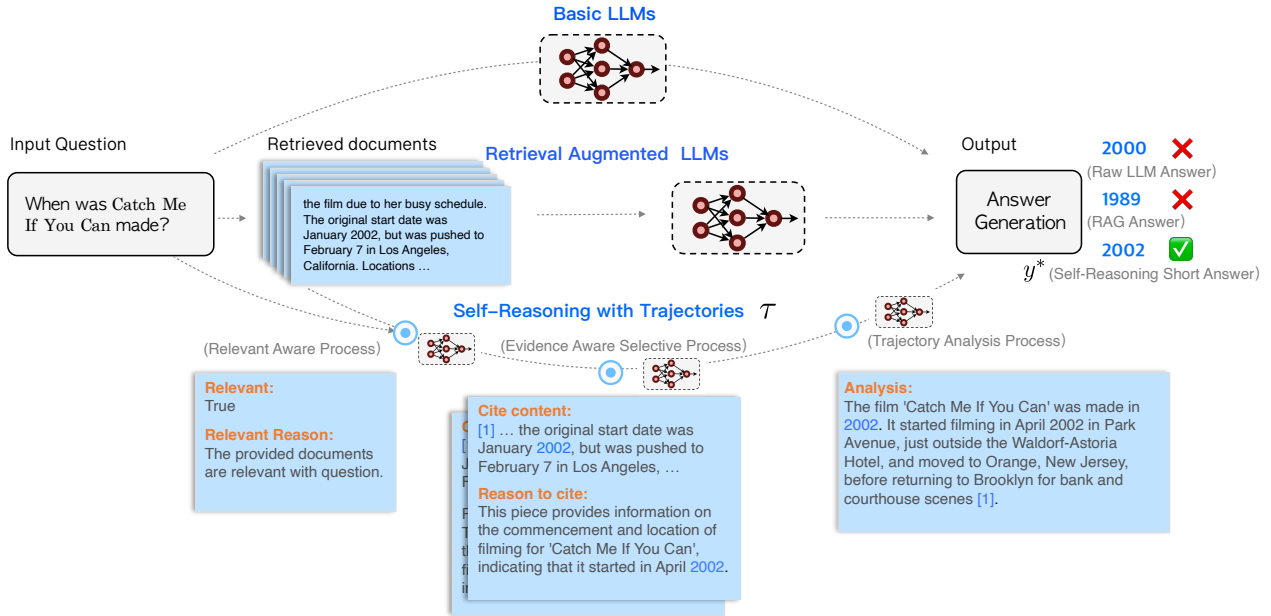 Basic LLMs
Input Question
Retrieved documents
Retrieval Augmented LLMs
Output
2000
(Raw LLM Answer)
1989
(RAG Answer)
2002
y* (Self-Reasoning Short Answer)
When was Catch Me
If You Can made?
the film due to her busy schedule.
The original start date was
January 2002, but was pushed to
February 7 in Los Angeles,
California. Locations ...
Answer
Generation
Self-Reasoning with Trajectories τ
(Relevant Aware Process)
(Evidence Aware Selective Process)
(Trajectory Analysis Process)
Relevant:
True
Relevant Reason:
The provided documents
are relevant with question.
Cite content:
[1] ... the original start date was
January 2002, but was pushed to
February 7 in Los Angeles, ...
Reason to cite:
This piece provides information on
the commencement and location of
filming for 'Catch Me If You Can',
indicating that it started in April 2002.
Analysis:
The film 'Catch Me If You Can' was made in
2002. It started filming in April 2002 in Park
Avenue, just outside the Waldorf-Astoria
Hotel, and moved to Orange, New Jersey,
before returning to Brooklyn for bank and
courthouse scenes [1].